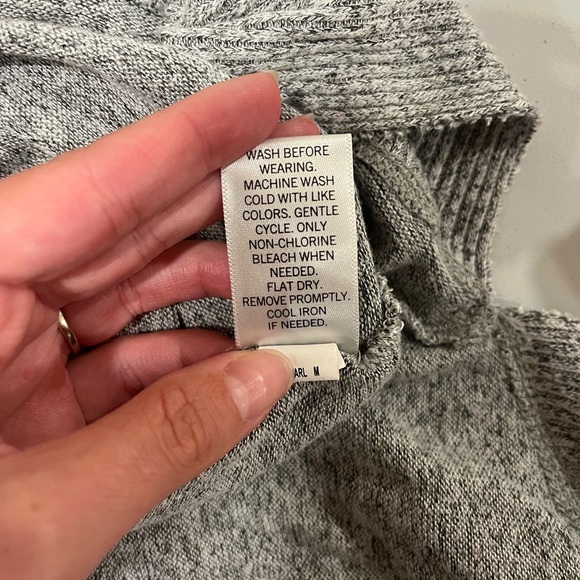 WASH BEFORE
WEARING.
MACHINE WASH
COLD WITH LIKE
COLORS. GENTLE
CYCLE. ONLY
NON-CHLORINE
BLEACH WHEN
NEEDED.
FLAT DRY.
REMOVE PROMPTLY.
COOL IRON
IF NEEDED.
ARL M